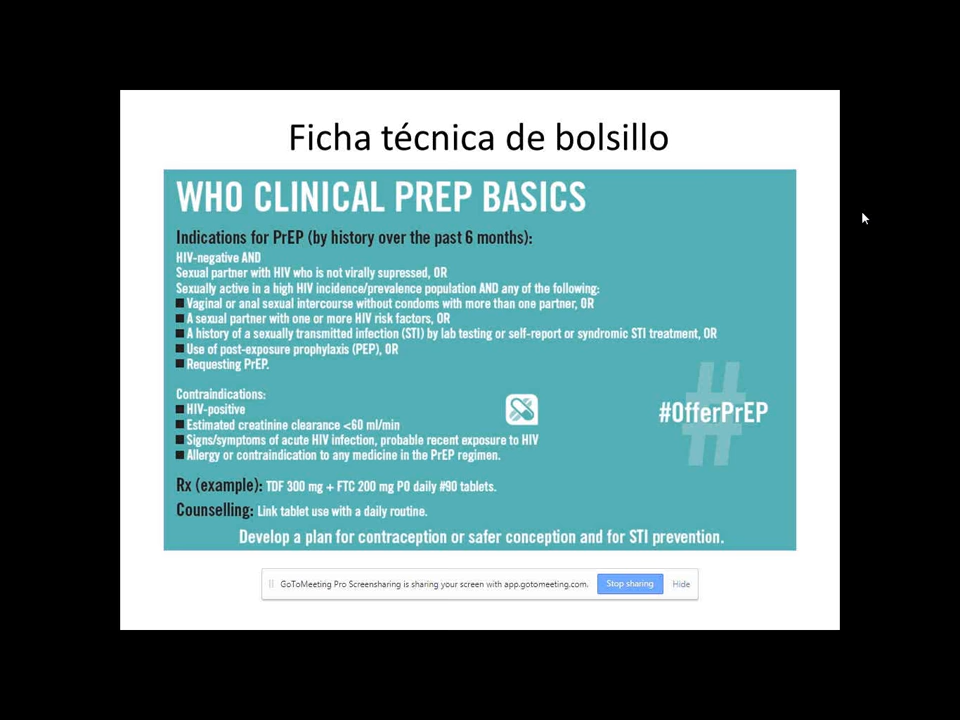 Ficha técnica de bolsillo
WHO CLINICAL PREP BASICS
Indications for PrEP (by history over the past 6 months):
HIV-negative AND
Sexual partner with HIV who is not virally supressed, OR
Sexually active in a high HIV incidence/prevalence population AND any of the following:
Vaginal or anal sexual intercourse without condoms with more than one partner, OR
A sexual partner with one or more HIV risk factors, OR
A history of a sexually transmitted infection (STI) by lab testing or self-report or syndromic STI treatment, OR
Use of post-exposure prophylaxis (PEP), OR
Requesting PrEP.
Contraindications:
HIV-positive
Estimated creatinine clearance <60 ml/min
Signs/symptoms of acute HIV infection, probable recent exposure to HIV
Allergy or contraindication to any medicine in the PrEP regimen.
#
#OfferPrEP
Rx (example): TDF 300 mg + FTC 200 mg PO daily #90 tablets.
Counselling: Link tablet use with a daily routine.
Develop a plan for contraception or safer conception and for STI prevention.
GoToMeeting Pro Screensharing is sharing your screen with app.gotomeeting.com. Stop sharing Hide